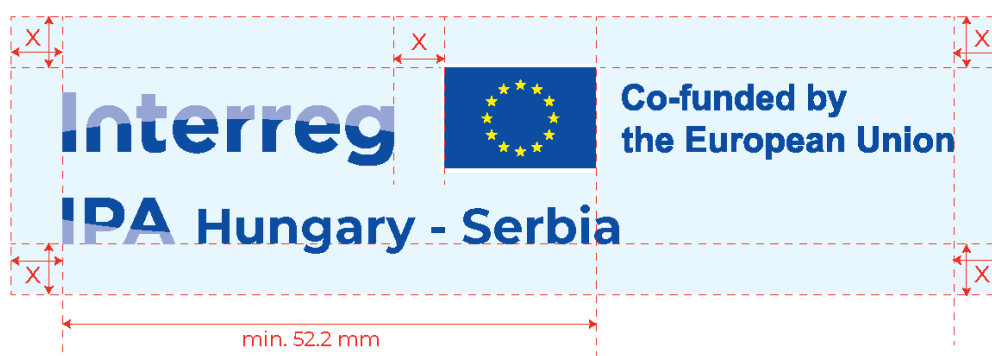 X X X
X
Interreg
Co-funded by
the European Union
IPA Hungary - Serbia
X X
min. 52.2 mm